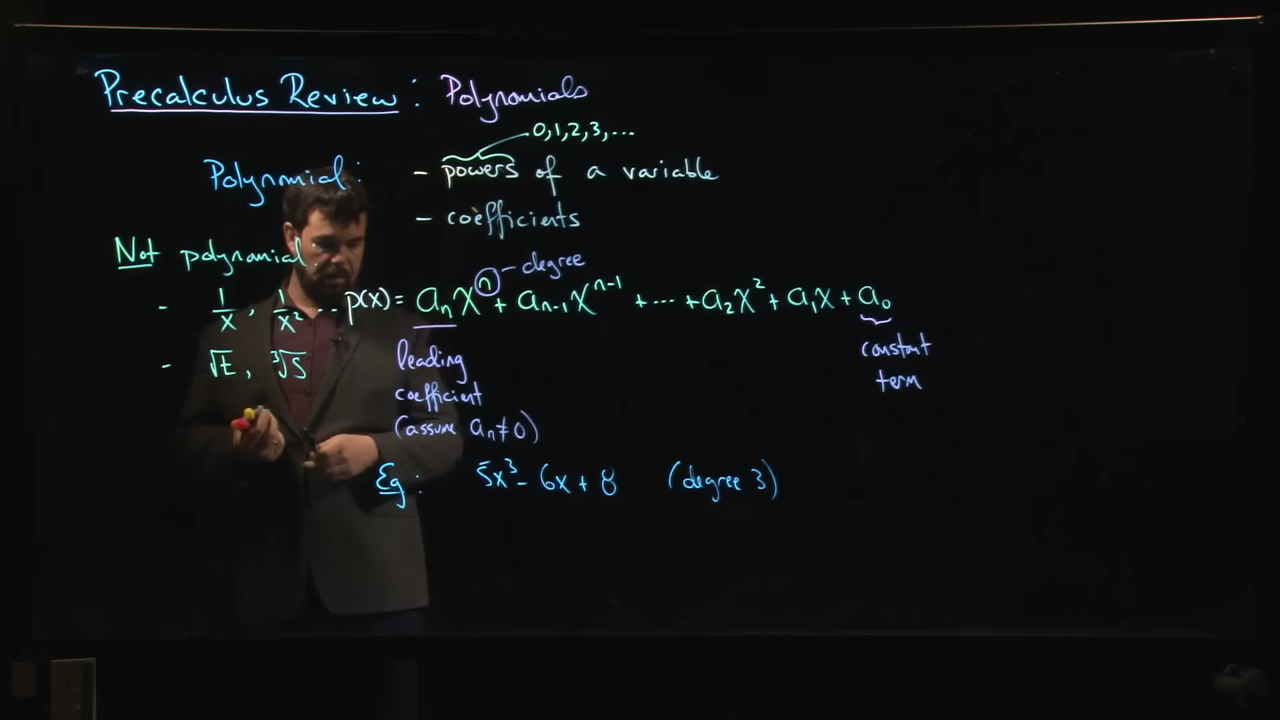 Precalculus Review : Polynomials
0,1,2,3,...
Polynomial: - powers of a variable
- coefficients
Not polynomial:
n - degree
- 1/x, 1/x² ... p(x) = aₙxⁿ + aₙ₋₁xⁿ⁻¹ + ... + a₂x² + a₁x + a₀
- √t, ³√s
leading
coefficient
(assume aₙ≠0)
constant
term
Eg: 5x³ - 6x + 8 (degree 3)